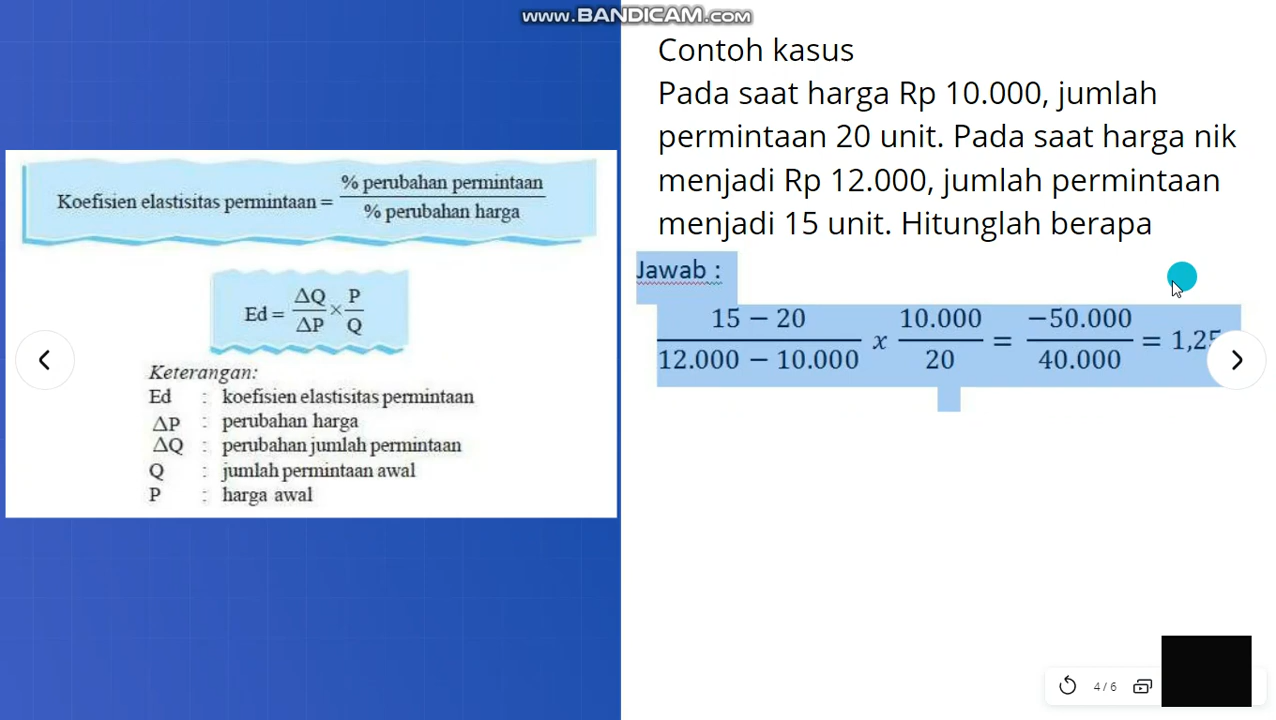 www.BANDICAM.com
Koefisien elastisitas permintaan = % perubahan permintaan / % perubahan harga
Ed = ΔQ/ΔP × P/Q
Keterangan:
Ed : koefisien elastisitas permintaan
ΔP : perubahan harga
ΔQ : perubahan jumlah permintaan
Q : jumlah permintaan awal
P : harga awal
Contoh kasus
Pada saat harga Rp 10.000, jumlah
permintaan 20 unit. Pada saat harga nik
menjadi Rp 12.000, jumlah permintaan
menjadi 15 unit. Hitunglah berapa
Jawab :
15 − 20 / 12.000 − 10.000 x 10.000 / 20 = −50.000 / 40.000 = 1,25
4 / 6